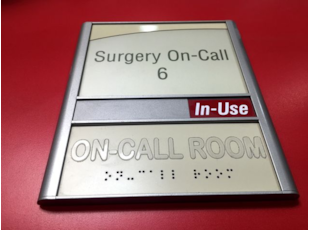 Surgery On-Call
6
In-Use
ON-CALL ROOM
⠕⠝⠤⠉⠁⠇⠇ ⠗⠕⠕⠍